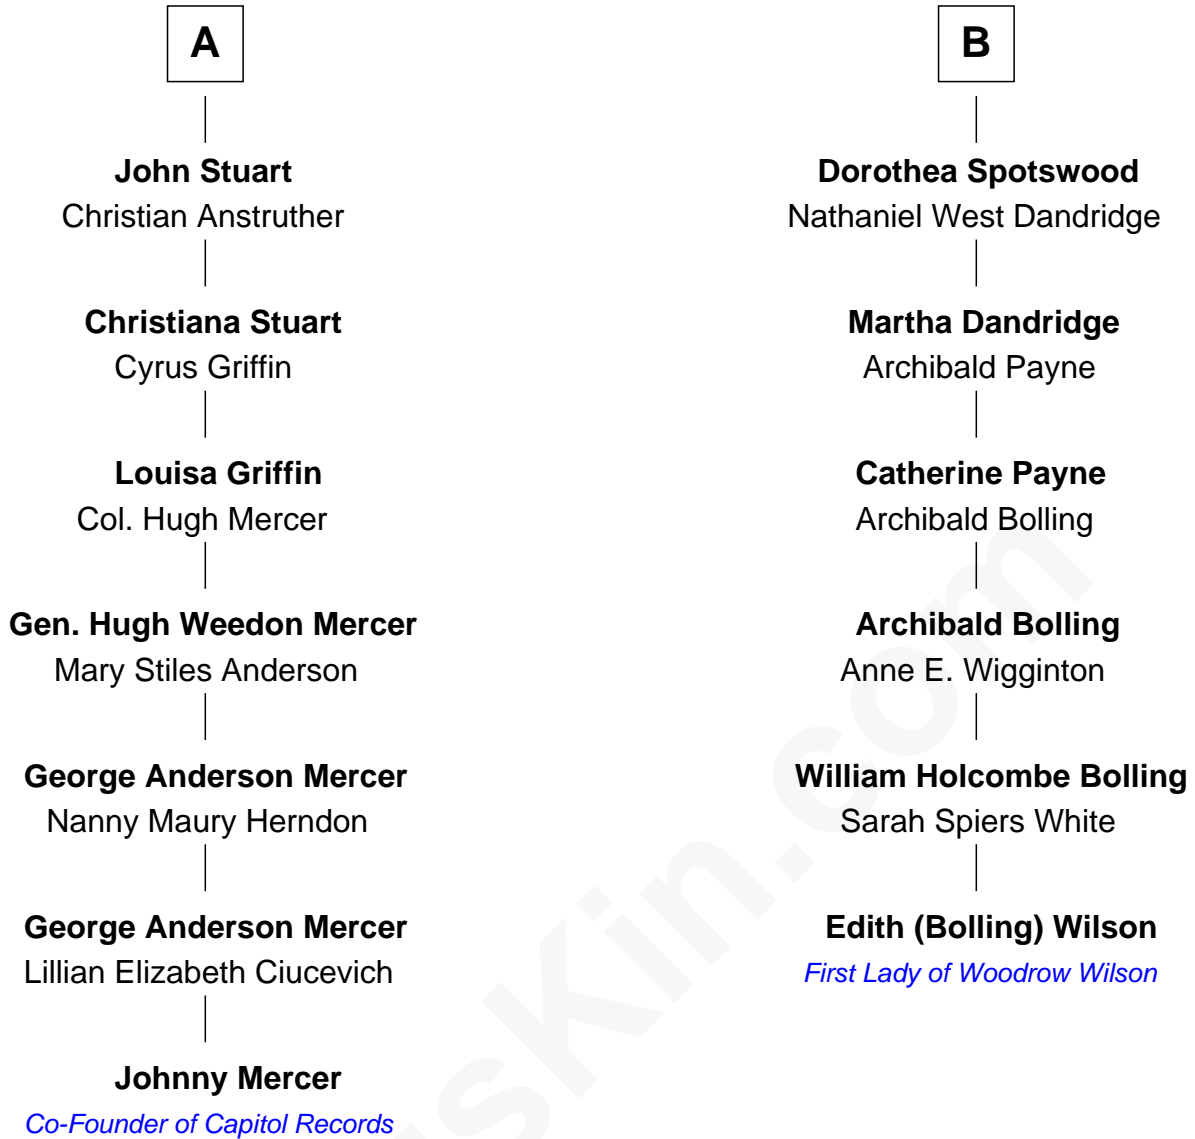 A
John Stuart
Christian Anstruther
Christiana Stuart
Cyrus Griffin
Louisa Griffin
Col. Hugh Mercer
Gen. Hugh Weedon Mercer
Mary Stiles Anderson
George Anderson Mercer
Nanny Maury Herndon
George Anderson Mercer
Lillian Elizabeth Ciucevich
Johnny Mercer
Co-Founder of Capitol Records
B
Dorothea Spotswood
Nathaniel West Dandridge
Martha Dandridge
Archibald Payne
Catherine Payne
Archibald Bolling
Archibald Bolling
Anne E. Wigginton
William Holcombe Bolling
Sarah Spiers White
Edith (Bolling) Wilson
First Lady of Woodrow Wilson
sKin.com